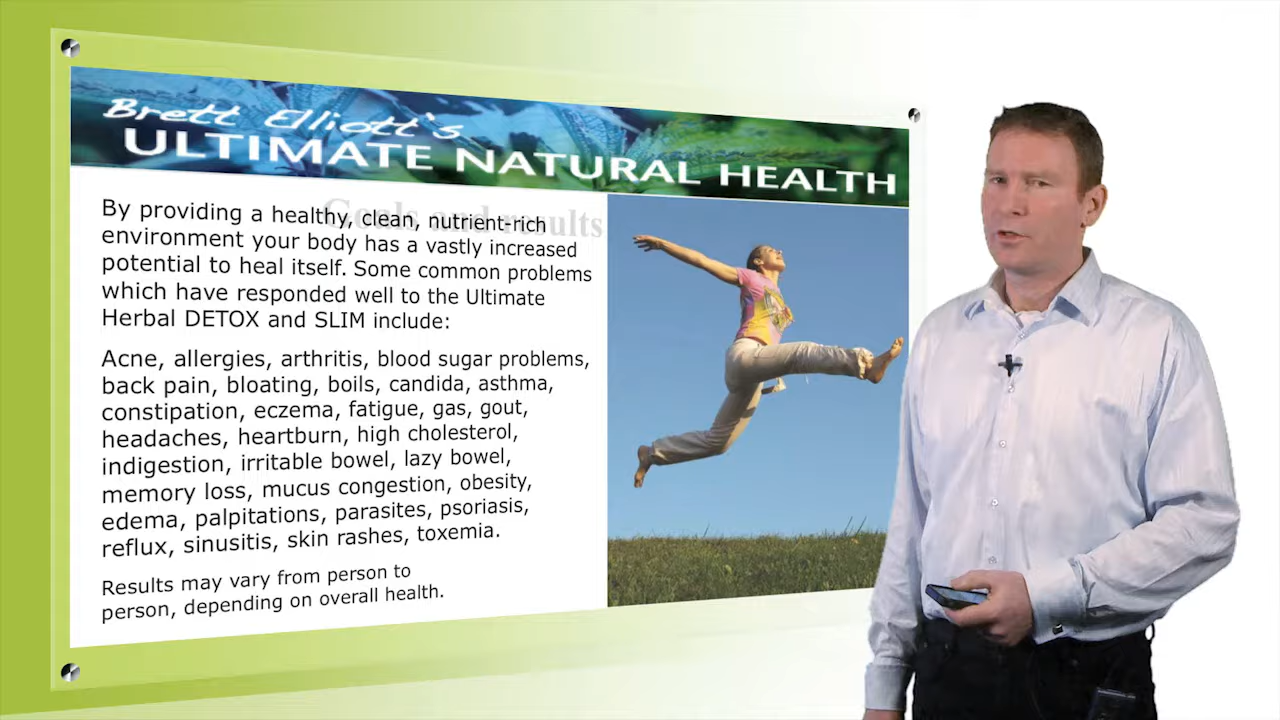 Brett Elliott's
ULTIMATE NATURAL HEALTH
Goals and results
By providing a healthy, clean, nutrient-rich
environment your body has a vastly increased
potential to heal itself. Some common problems
which have responded well to the Ultimate
Herbal DETOX and SLIM include:
Acne, allergies, arthritis, blood sugar problems,
back pain, bloating, boils, candida, asthma,
constipation, eczema, fatigue, gas, gout,
headaches, heartburn, high cholesterol,
indigestion, irritable bowel, lazy bowel,
memory loss, mucus congestion, obesity,
edema, palpitations, parasites, psoriasis,
reflux, sinusitis, skin rashes, toxemia.
Results may vary from person to
person, depending on overall health.